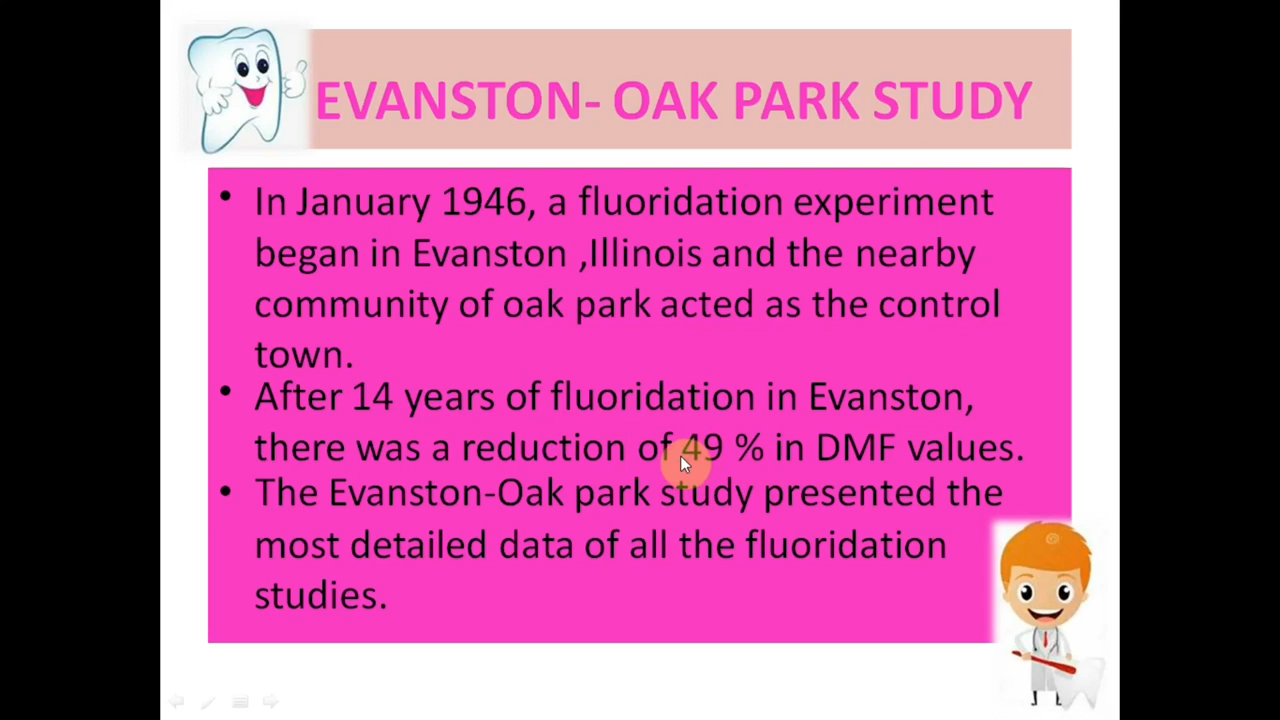 EVANSTON- OAK PARK STUDY
• In January 1946, a fluoridation experiment
began in Evanston ,Illinois and the nearby
community of oak park acted as the control
town.
• After 14 years of fluoridation in Evanston,
there was a reduction of 49 % in DMF values.
• The Evanston-Oak park study presented the
most detailed data of all the fluoridation
studies.